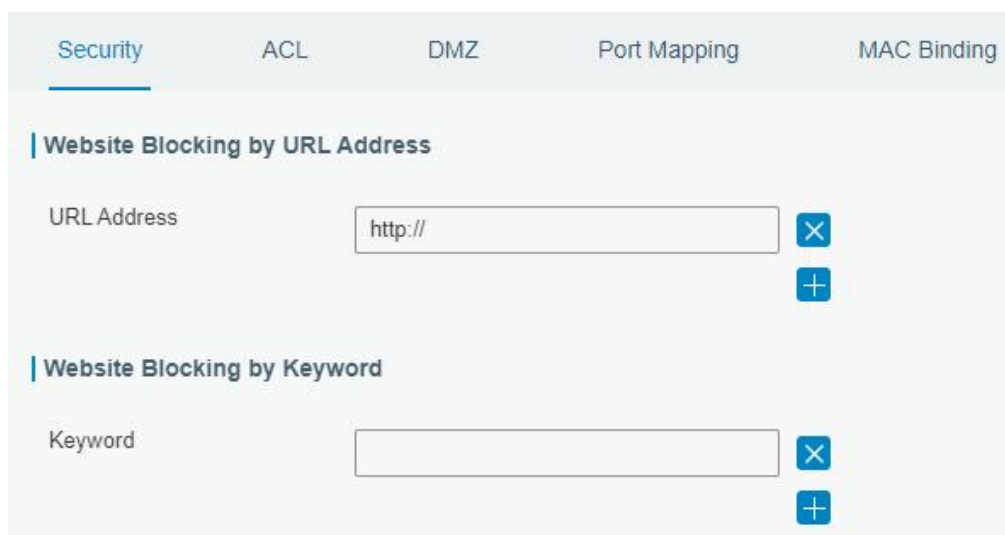 Security ACL DMZ Port Mapping MAC Binding
Website Blocking by URL Address
URL Address http://
Website Blocking by Keyword
Keyword